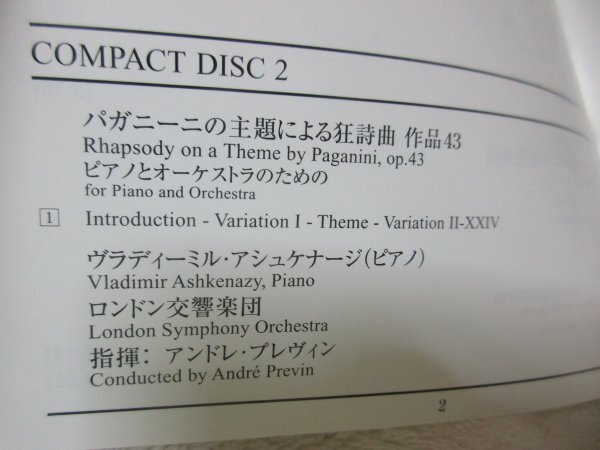 COMPACT DISC 2
パガニーニの主題による狂詩曲 作品43
Rhapsody on a Theme by Paganini, op.43
ピアノとオーケストラのための
for Piano and Orchestra
1 Introduction - Variation I - Theme - Variation II-XXIV
ヴラディーミル・アシュケナージ(ピアノ)
Vladimir Ashkenazy, Piano
ロンドン交響楽団
London Symphony Orchestra
指揮: アンドレ・プレヴィン
Conducted by André Previn
2